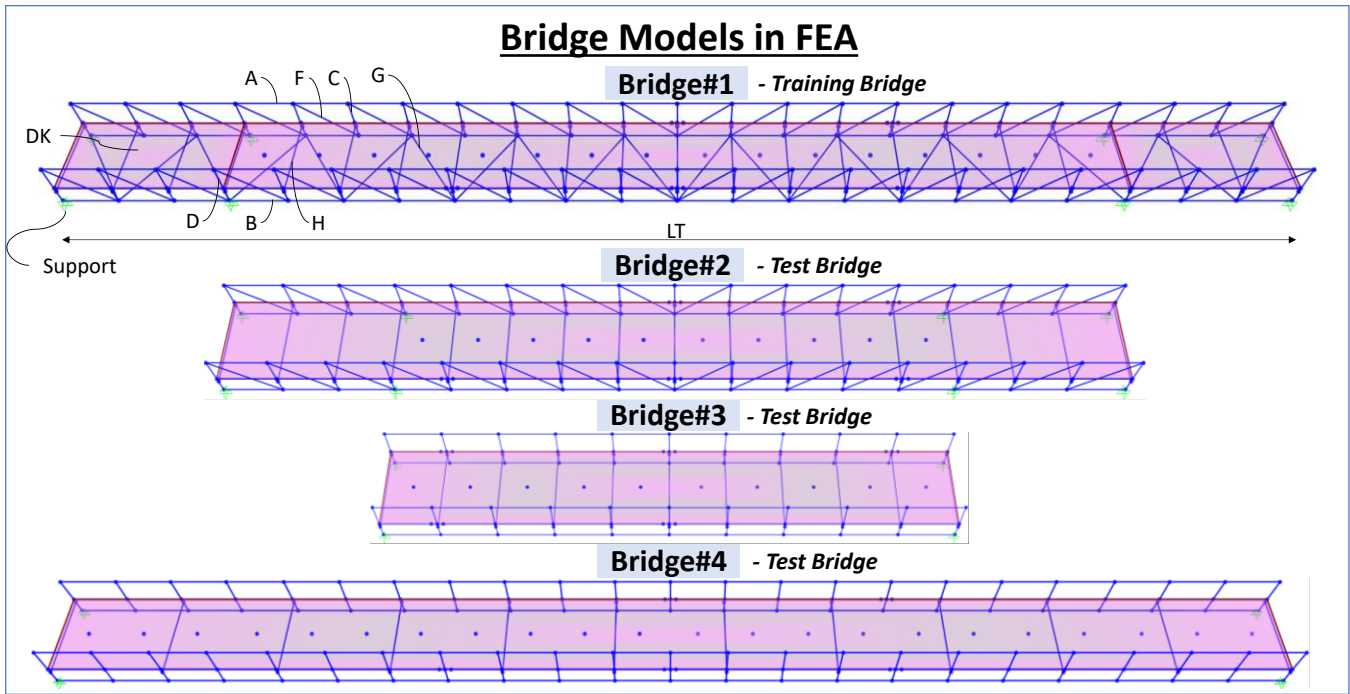 Bridge Models in FEA
Bridge#1 - Training Bridge
A F C G
DK
D B H
LT
Support
Bridge#2 - Test Bridge
Bridge#3 - Test Bridge
Bridge#4 - Test Bridge